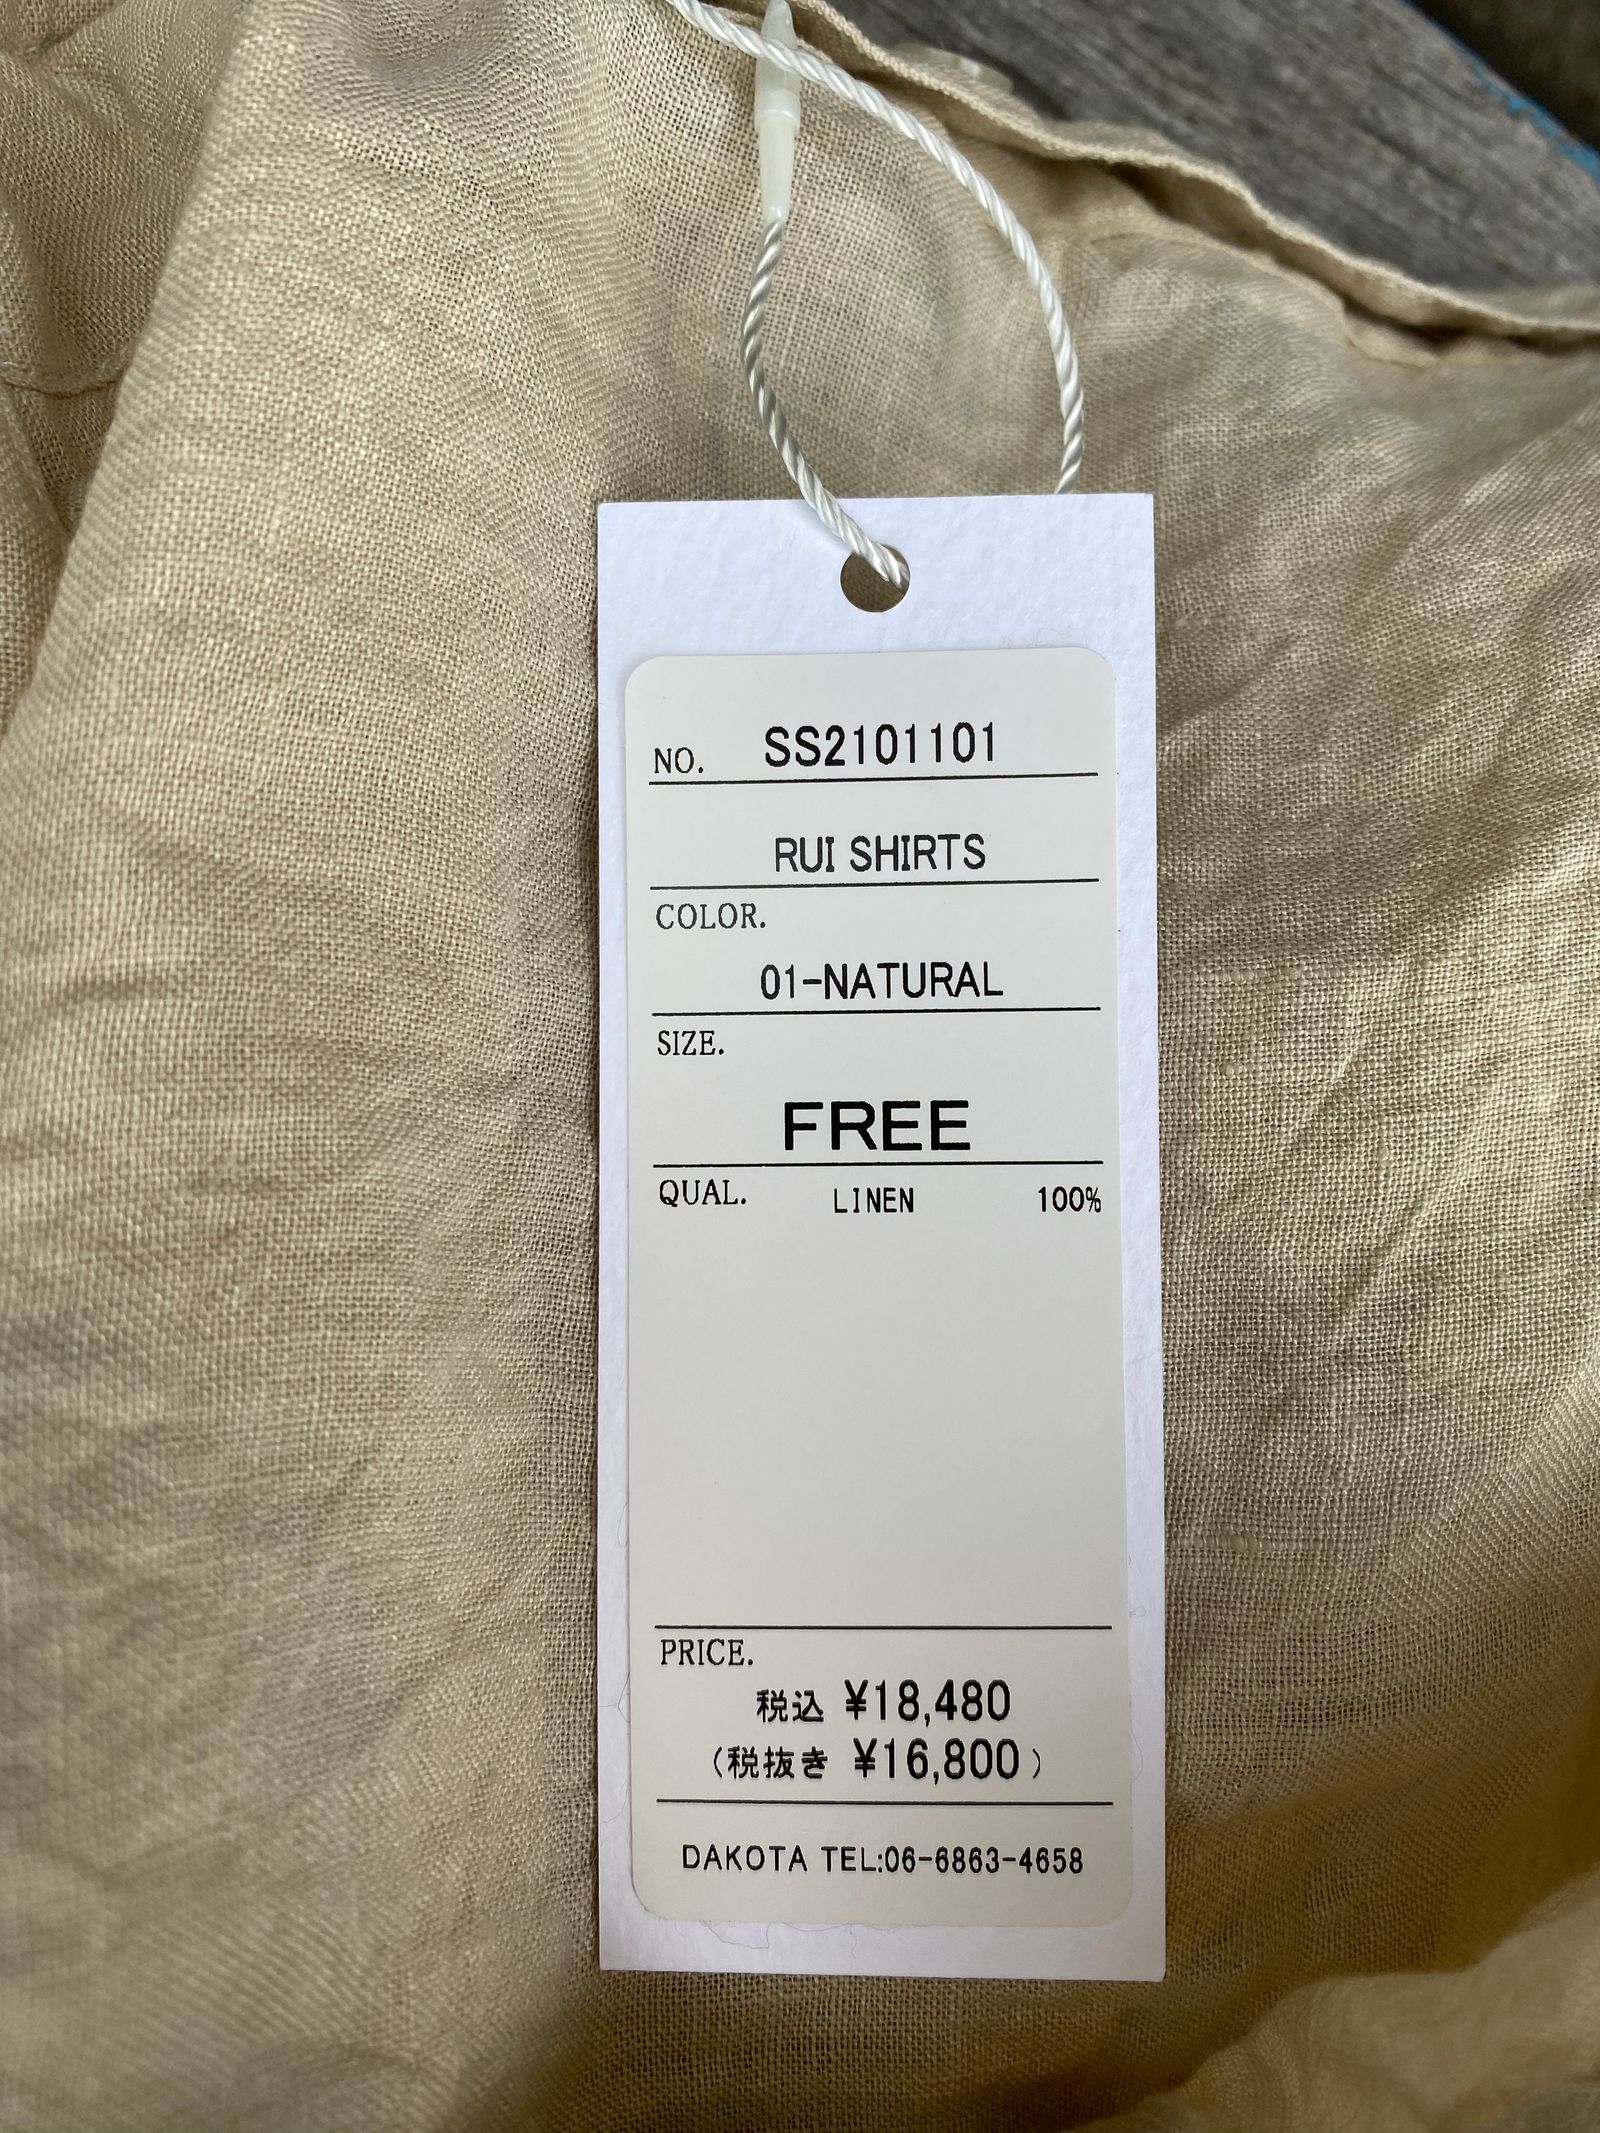 NO. SS2101101
RUI SHIRTS
COLOR.
01-NATURAL
SIZE.
FREE
QUAL. LINEN 100%
PRICE.
税込 ¥18,480
(税抜き ¥16,800)
DAKOTA TEL:06-6863-4658